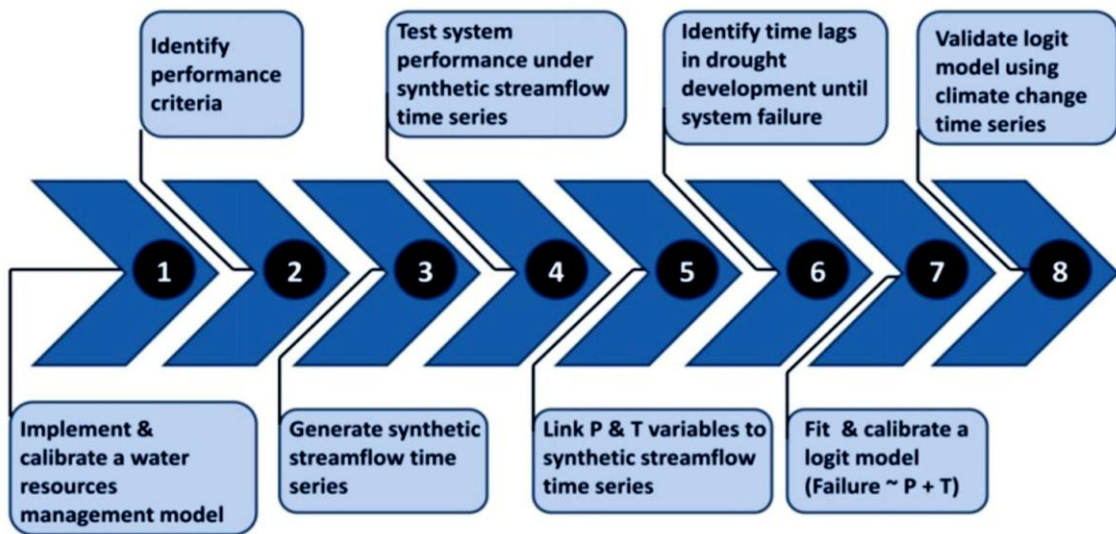 Identify
performance
criteria
Test system
performance under
synthetic streamflow
time series
Identify time lags
in drought
development until
system failure
Validate logit
model using
climate change
time series
1
2
3
4
5
6
7
8
Implement &
calibrate a water
resources
management model
Generate synthetic
streamflow time
series
Link P & T variables to
synthetic streamflow
time series
Fit & calibrate a
logit model
(Failure ~ P + T)